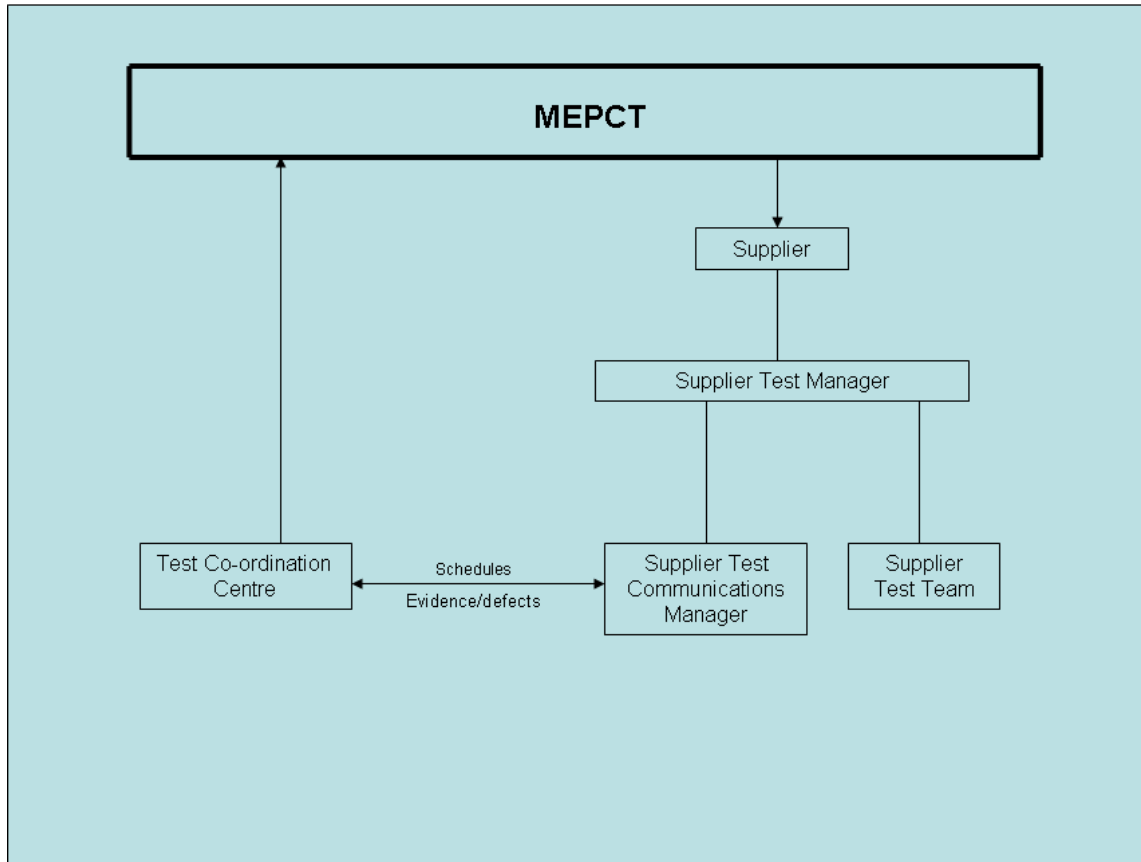 MEPCT
Supplier
Supplier Test Manager
Test Co-ordination
Centre
Schedules
Evidence/defects
Supplier Test
Communications
Manager
Supplier
Test Team